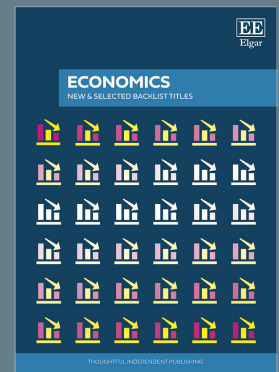 EE
Elgar
ECONOMICS
NEW & SELECTED BACKLIST TITLES
THOUGHTFUL INDEPENDENT PUBLISHING